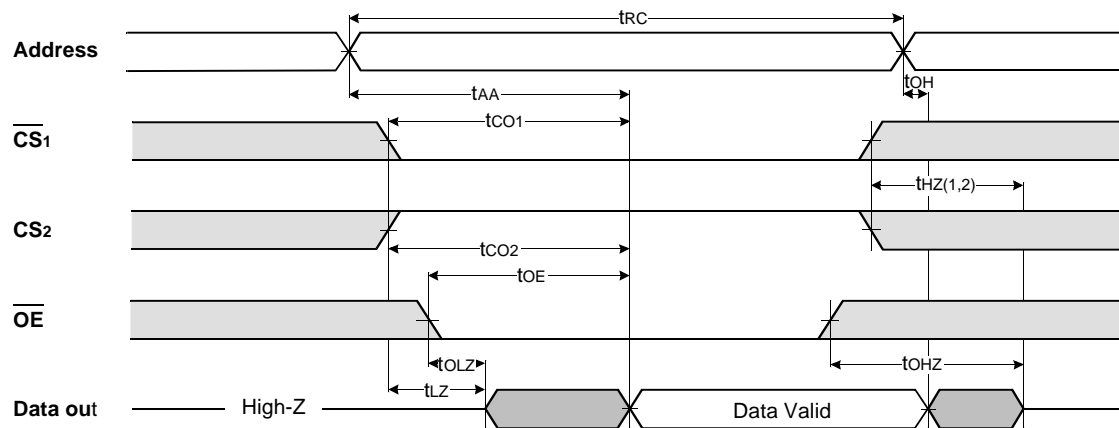 tRC
Address
tOH
tAA
tCO1
CS1
tHZ(1,2)
CS2
tCO2
tOE
OE
tOLZ
tOHZ
tLZ
Data out
High-Z
Data Valid